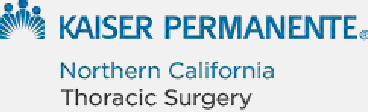 KAISER PERMANENTE®
Northern California
Thoracic Surgery